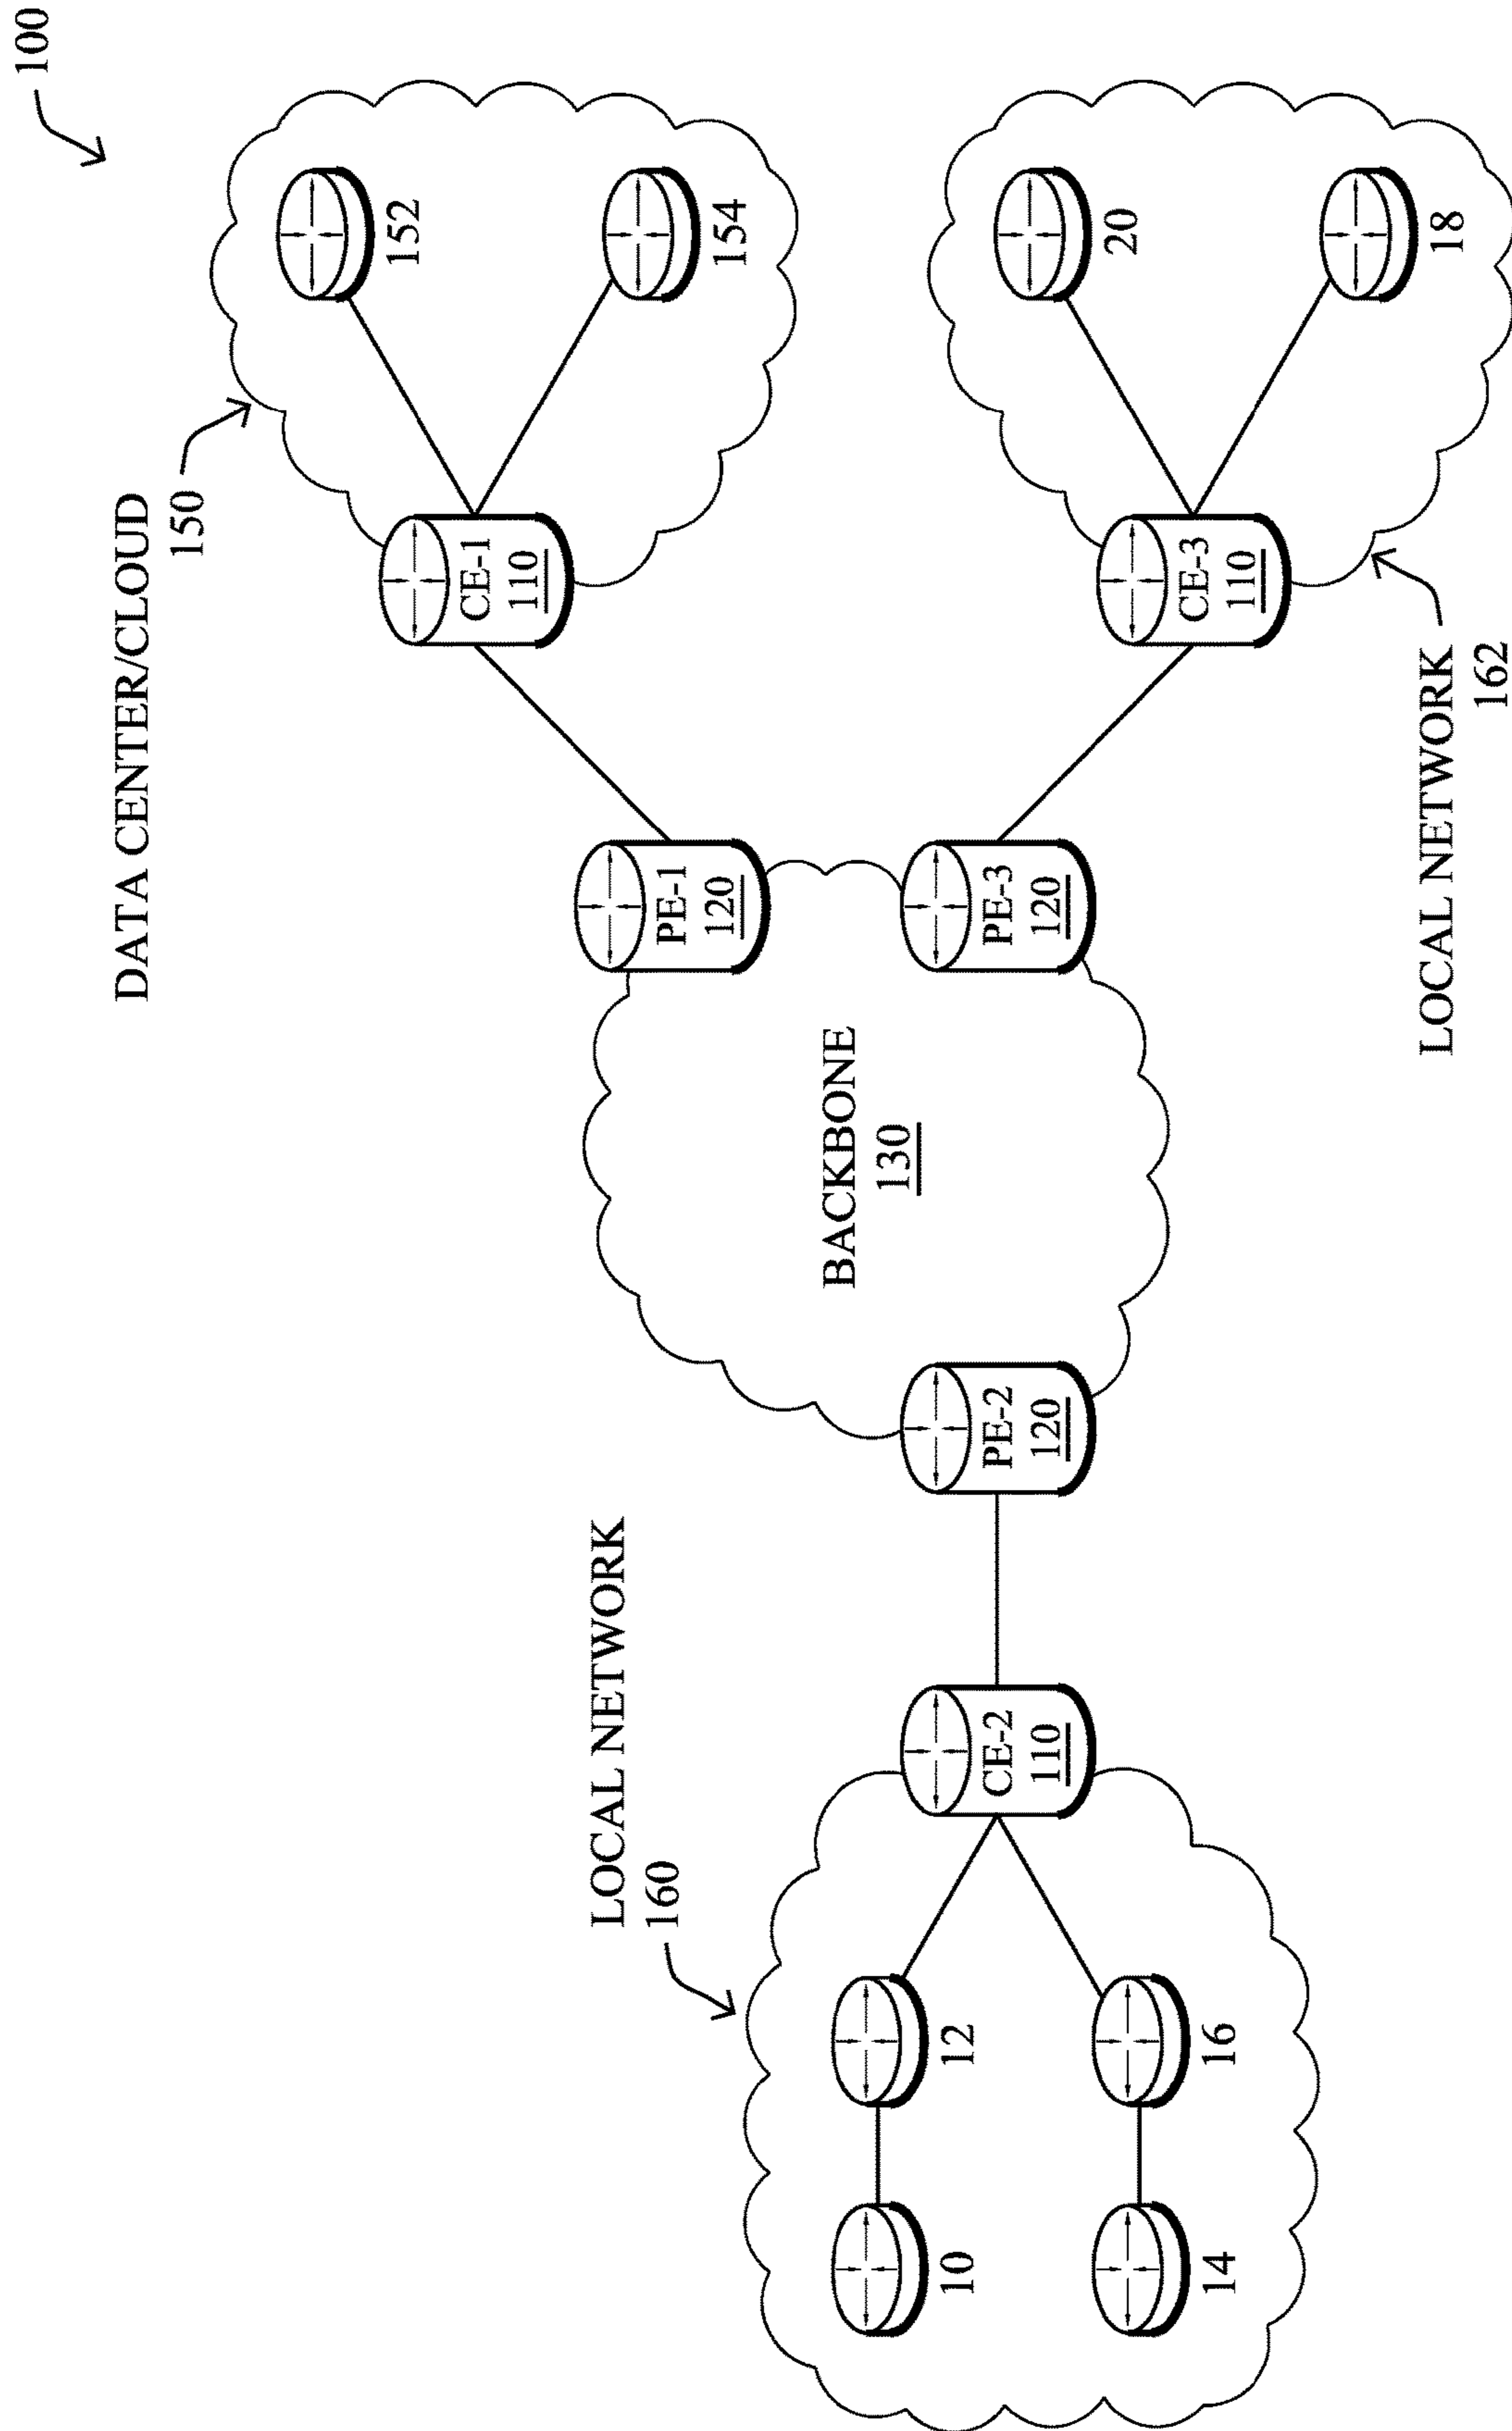 100
DATA CENTER/CLOUD
150
152
154
CE-1
110
PE-1
120
LOCAL NETWORK
160
BACKBONE
130
10
12
CE-2
110
PE-2
120
PE-3
120
CE-3
110
20
14
16
18
LOCAL NETWORK
162